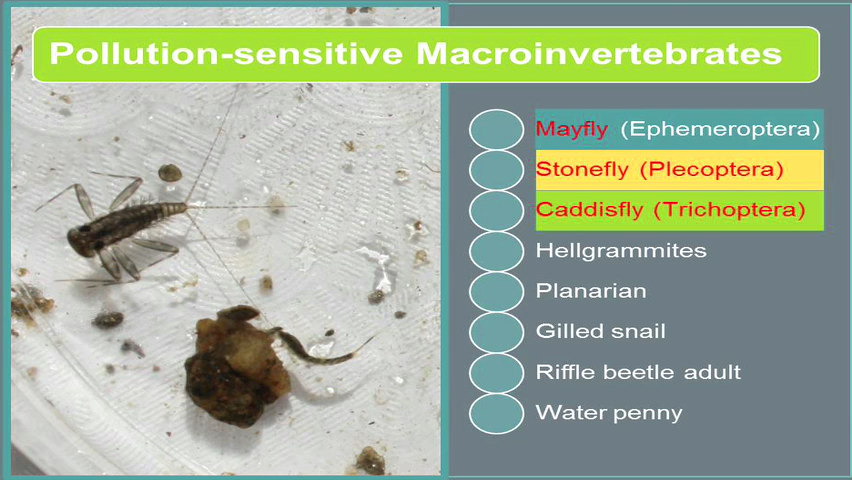 Pollution-sensitive Macroinvertebrates
Mayfly (Ephemeroptera)
Stonefly (Plecoptera)
Caddisfly (Trichoptera)
Hellgrammites
Planarian
Gilled snail
Riffle beetle adult
Water penny